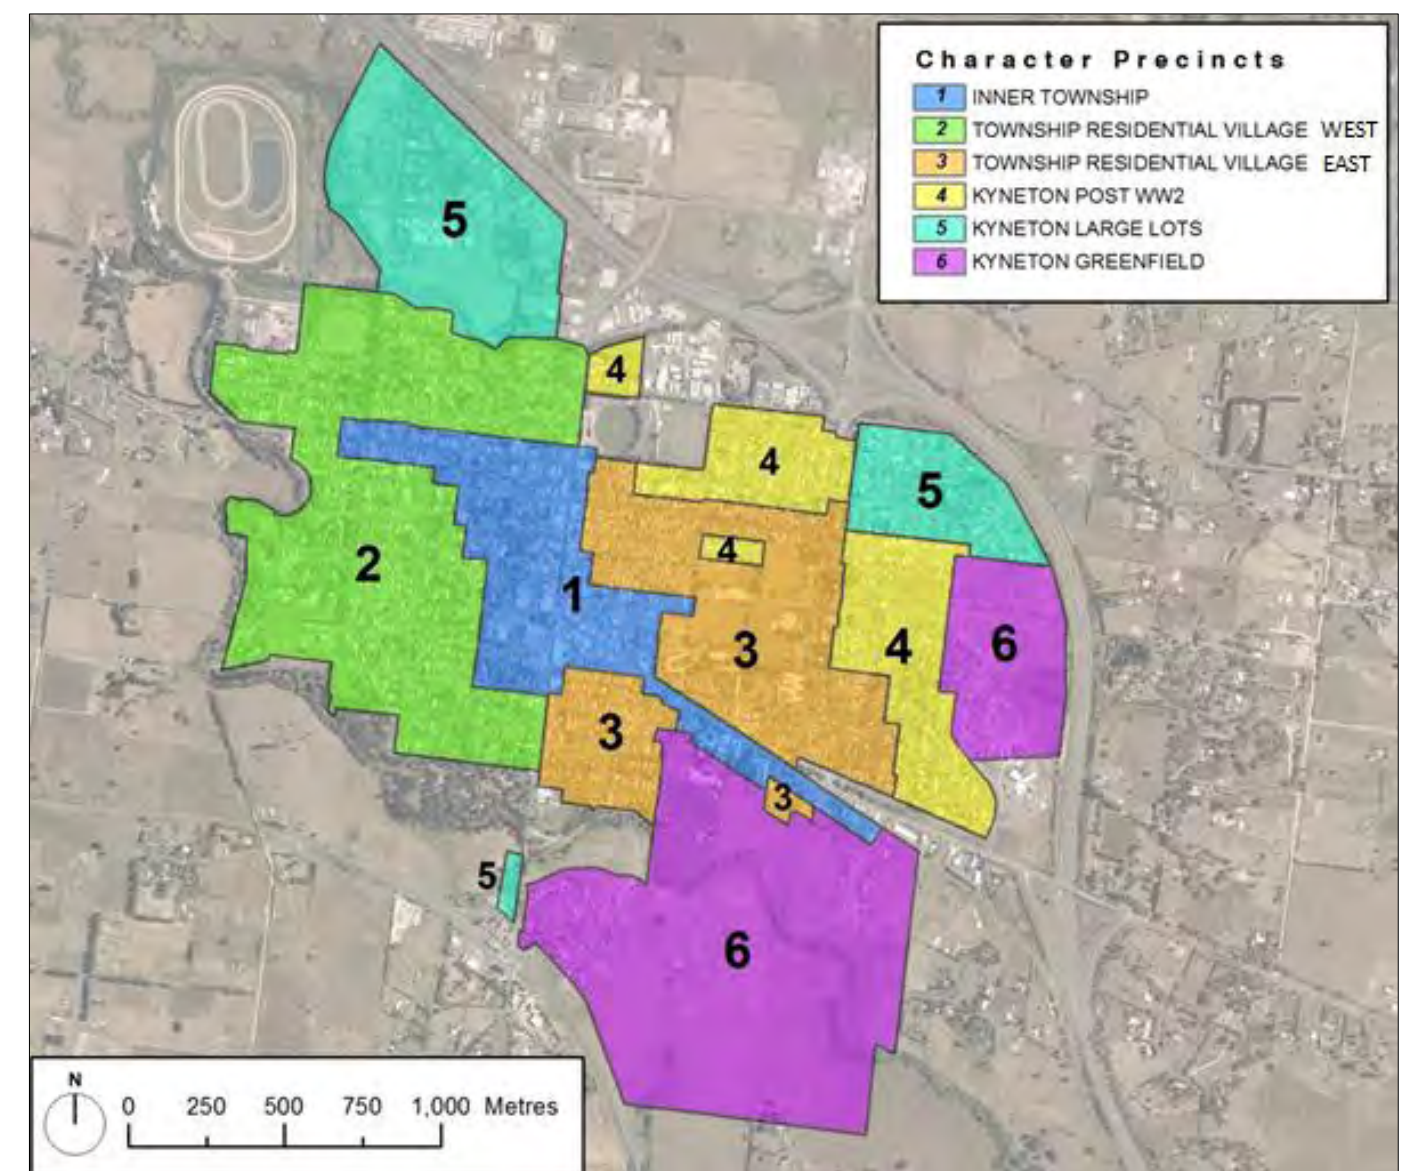 Character Precincts
1 INNER TOWNSHIP
2 TOWNSHIP RESIDENTIAL VILLAGE WEST
3 TOWNSHIP RESIDENTIAL VILLAGE EAST
4 KYNETON POST WW2
5 KYNETON LARGE LOTS
6 KYNETON GREENFIELD
5
4
4
5
4
2
1
3
4
6
3
3
5
6
N
0 250 500 750 1,000 Metres